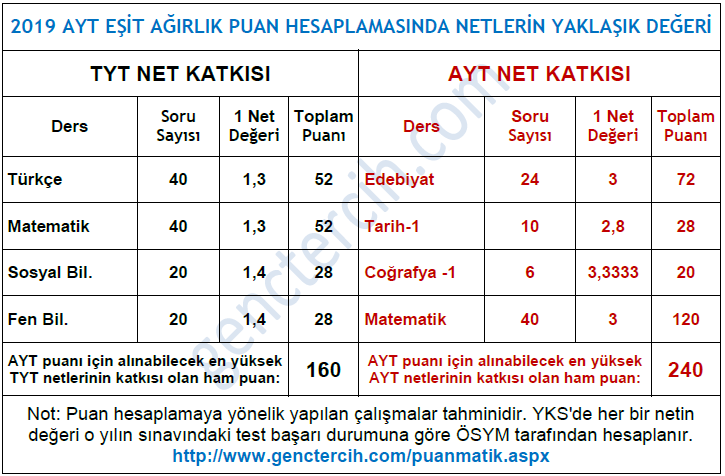 2019 AYT EŞİT AĞIRLIK PUAN HESAPLAMASINDA NETLERİN YAKLAŞIK DEĞERİ
TYT NET KATKISI AYT NET KATKISI
Ders Soru Sayısı 1 Net Değeri Toplam Puanı Ders Soru Sayısı 1 Net Değeri Toplam Puanı
Türkçe 40 1,3 52 Edebiyat 24 3 72
Matematik 40 1,3 52 Tarih-1 10 2,8 28
Sosyal Bil. 20 1,4 28 Coğrafya -1 6 3,3333 20
Fen Bil. 20 1,4 28 Matematik 40 3 120
AYT puanı için alınabilecek en yüksek
TYT netlerinin katkısı olan ham puan: 160
AYT puanı için alınabilecek en yüksek
AYT netlerinin katkısı olan ham puan: 240
Not: Puan hesaplamaya yönelik yapılan çalışmalar tahminidir. YKS'de her bir netin
değeri o yılın sınavındaki test başarı durumuna göre ÖSYM tarafından hesaplanır.
http://www.genctercih.com/puanmatik.aspx
genctercih.com